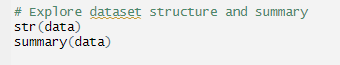 # Explore dataset structure and summary
str(data)
summary(data)